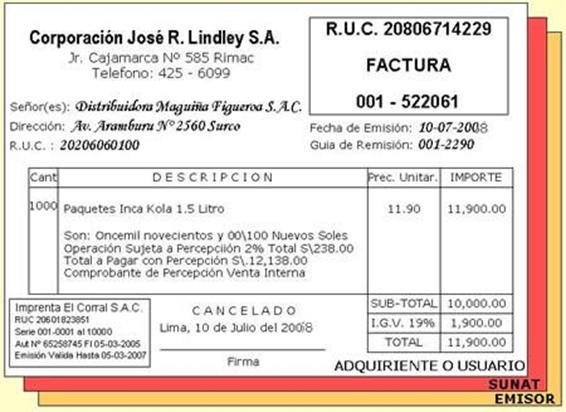 Corporación José R. Lindley S.A.
Jr. Cajamarca Nº 585 Rimac
Telefono: 425 - 6099
R.U.C. 20806714229
FACTURA
001 - 522061
Señor(es): Distribuidora Maguiña Figueroa S.A.C.
Dirección: Av. Aramburu Nº 2560 Surco
R.U.C. : 20206060100
Fecha de Emisión: 10-07-2008
Guia de Remisión: 001-2290
Cant DESCRIPCION Prec. Unitar. IMPORTE
1000 Paquetes Inca Kola 1.5 Litro 11.90 11,900.00
Son: Oncemil novecientos y 00\100 Nuevos Soles
Operación Sujeta a Percepciión 2% Total S\238.00
Total a Pagar con Percepción S\.12,138.00
Comprobante de Percepción Venta Interna
SUB-TOTAL 10,000.00
I.G.V. 19% 1,900.00
TOTAL 11,900.00
Imprenta El Corral S.A.C.
RUC 20601823851
Serie 001-0001 al 10000
Aut Nº 65258745 FI 05-03-2005
Emisión Valida Hasta 05-03-2007
CANCELADO
Lima, 10 de Julio del 2008
Firma
ADQUIRIENTE O USUARIO
SUNAT
EMISOR